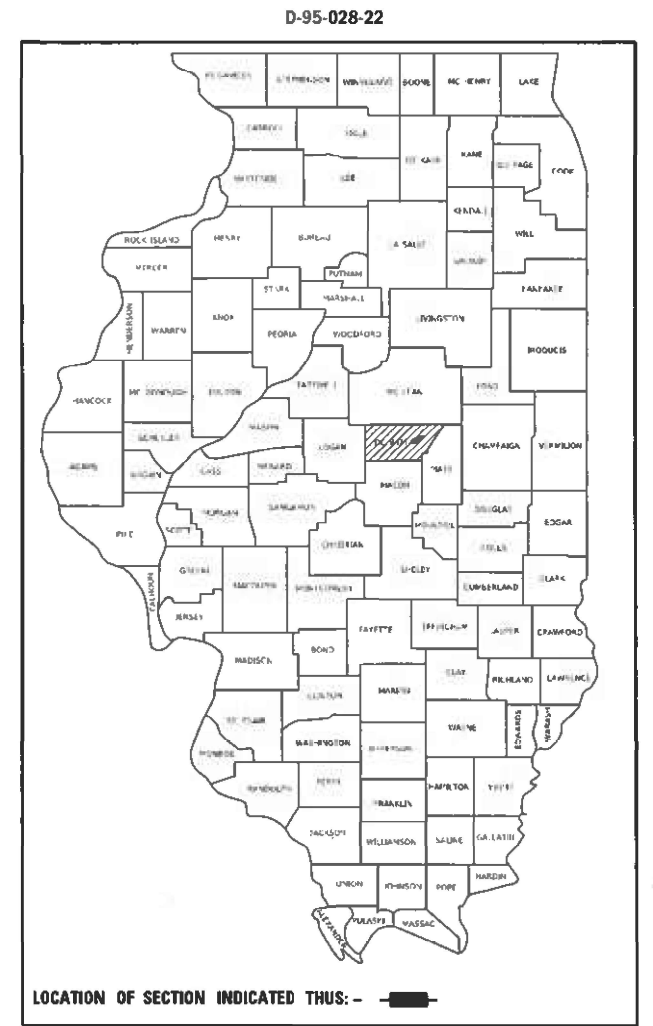 D-95-028-22
STEPHENSON WINNEBAGO BOONE MC HENRY LAKE
CARROLL OGLE
DE KALB KANE DU PAGE COOK
WHITESIDE LEE
KENDALL
ROCK ISLAND HENRY BUREAU LA SALLE WILL
MERCER PUTNAM GRUNDY
STARK KANKAKEE
MARSHALL
HENDERSON WARREN KNOX PEORIA WOODFORD LIVINGSTON
IROQUOIS
HANCOCK MC DONOUGH FULTON TAZEWELL MC LEAN FORD
MASON
SCHUYLER LOGAN CHAMPAIGN VERMILION
ADAMS CASS MENARD PIATT
BROWN MACON
MORGAN SANGAMON DOUGLAS
PIKE SCOTT MOULTRIE EDGAR
CHRISTIAN COLES
GREENE SHELBY
CALHOUN MACOUPIN MONTGOMERY CUMBERLAND CLARK
JERSEY FAYETTE EFFINGHAM JASPER CRAWFORD
MADISON BOND
CLAY RICHLAND LAWRENCE
CLINTON MARION
ST. CLAIR WAYNE EDWARDS WABASH
WASHINGTON JEFFERSON
MONROE
RANDOLPH PERRY HAMILTON WHITE
FRANKLIN
JACKSON WILLIAMSON SALINE GALLATIN
UNION JOHNSON POPE HARDIN
ALEXANDER PULASKI MASSAC
LOCATION OF SECTION INDICATED THUS: -